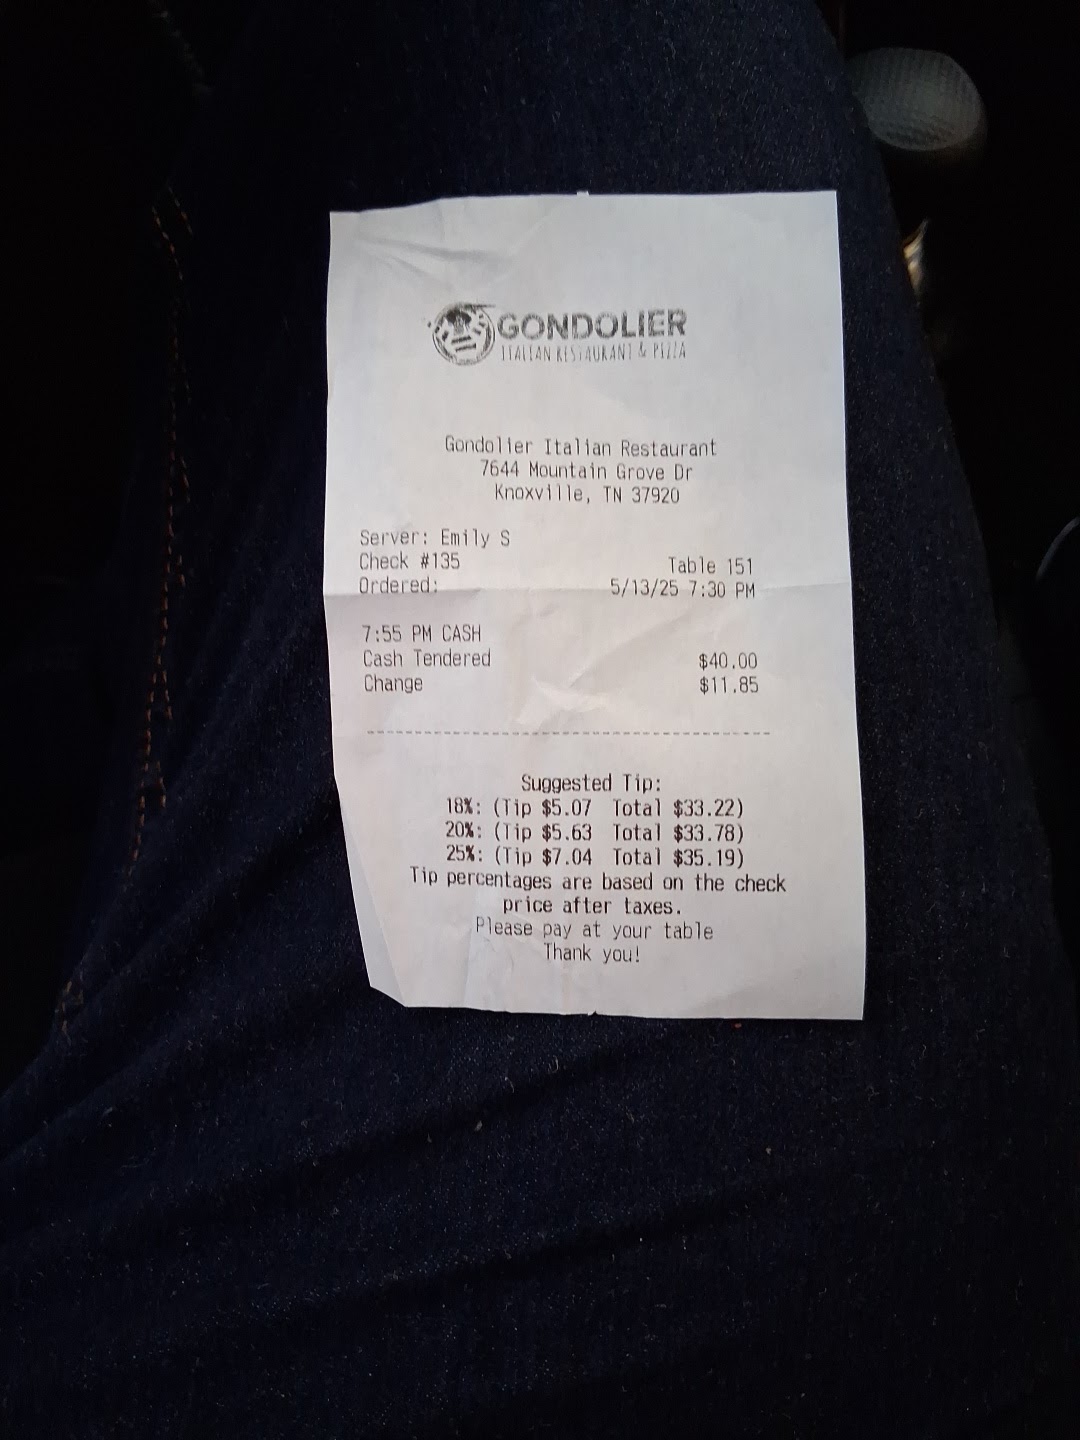 GONDOLIER
ITALIAN RESTAURANT & PIZZA
Gondolier Italian Restaurant
7644 Mountain Grove Dr
Knoxville, TN 37920
Server: Emily S
Check #135 Table 151
Ordered: 5/13/25 7:30 PM
7:55 PM CASH
Cash Tendered $40.00
Change $11.85
Suggested Tip:
18%: (Tip $5.07 Total $33.22)
20%: (Tip $5.63 Total $33.78)
25%: (Tip $7.04 Total $35.19)
Tip percentages are based on the check
price after taxes.
Please pay at your table
Thank you!